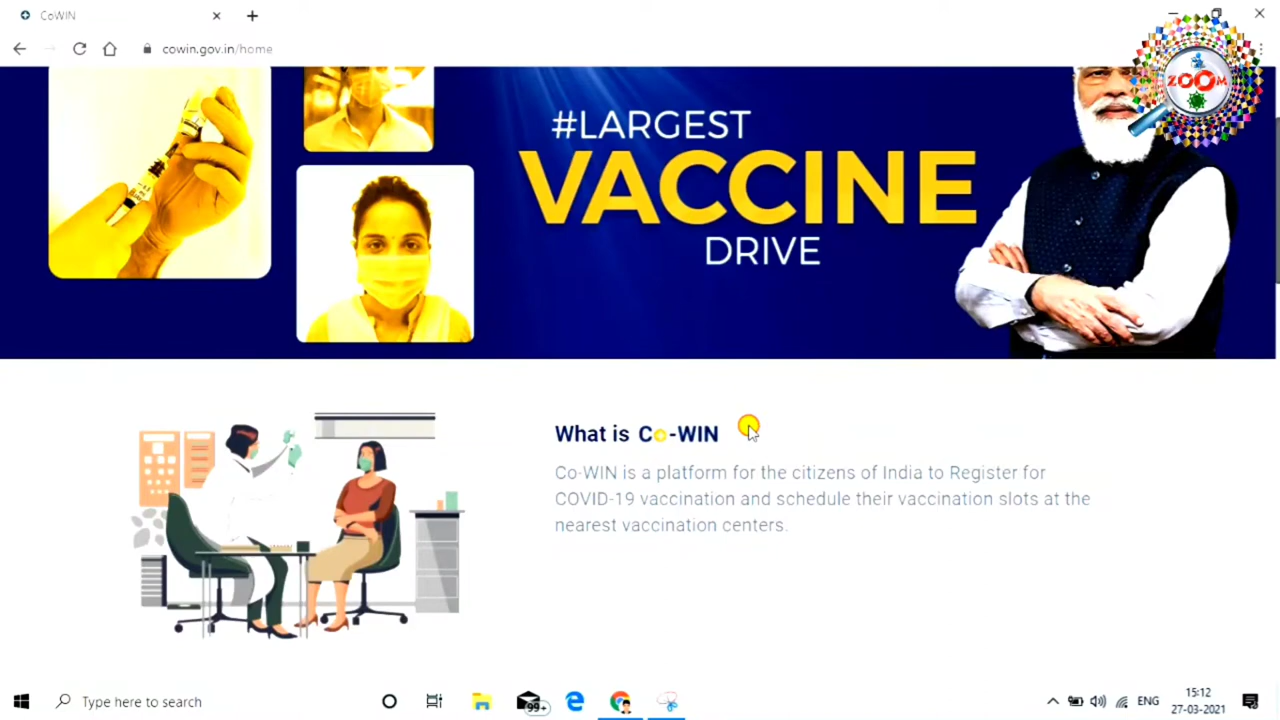 CoWIN
cowin.gov.in/home
ZOOM
#LARGEST
VACCINE
DRIVE
What is Co-WIN
Co-WIN is a platform for the citizens of India to Register for
COVID-19 vaccination and schedule their vaccination slots at the
nearest vaccination centers.
Type here to search
99+
ENG
15:12
27-03-2021